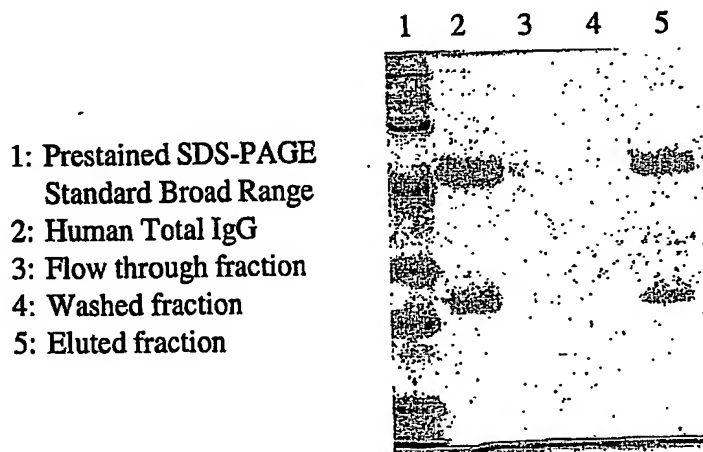 1 2 3 4 5
1: Prestained SDS-PAGE
Standard Broad Range
2: Human Total IgG
3: Flow through fraction
4: Washed fraction
5: Eluted fraction